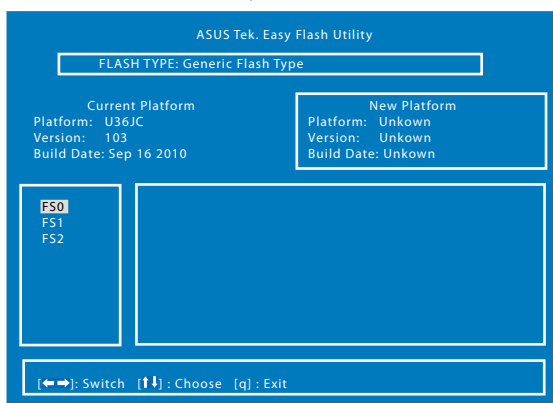 ASUS Tek. Easy Flash Utility
FLASH TYPE: Generic Flash Type
Current Platform
Platform: U36JC
Version: 103
Build Date: Sep 16 2010
New Platform
Platform: Unkown
Version: Unkown
Build Date: Unkown
FS0
FS1
FS2
[←→]: Switch [↑↓] : Choose [q] : Exit